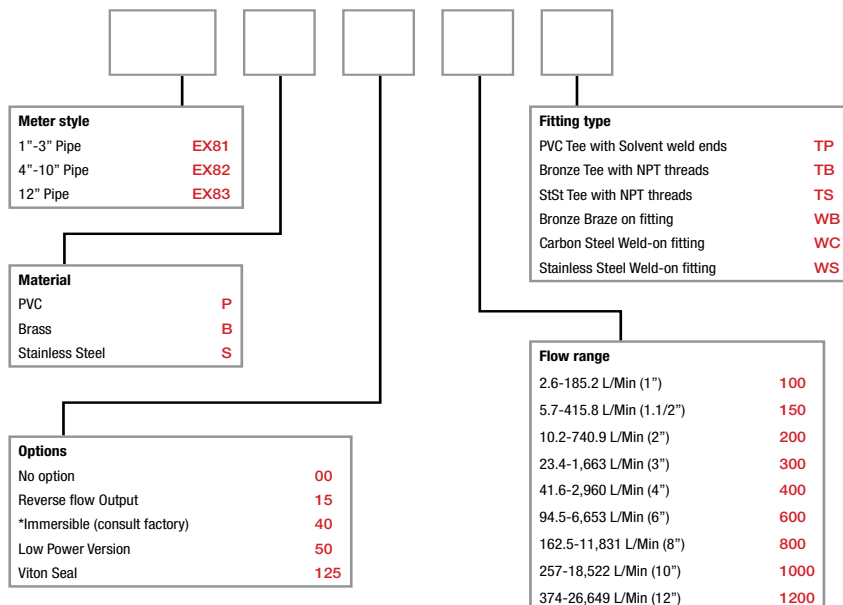 Meter style
1”-3” Pipe EX81
4”-10” Pipe EX82
12” Pipe EX83
Material
PVC P
Brass B
Stainless Steel S
Options
No option 00
Reverse flow Output 15
*Immersible (consult factory) 40
Low Power Version 50
Viton Seal 125
Fitting type
PVC Tee with Solvent weld ends TP
Bronze Tee with NPT threads TB
StSt Tee with NPT threads TS
Bronze Braze on fitting WB
Carbon Steel Weld-on fitting WC
Stainless Steel Weld-on fitting WS
Flow range
2.6-185.2 L/Min (1”) 100
5.7-415.8 L/Min (1.1/2”) 150
10.2-740.9 L/Min (2”) 200
23.4-1,663 L/Min (3”) 300
41.6-2,960 L/Min (4”) 400
94.5-6,653 L/Min (6”) 600
162.5-11,831 L/Min (8”) 800
257-18,522 L/Min (10”) 1000
374-26,649 L/Min (12”) 1200